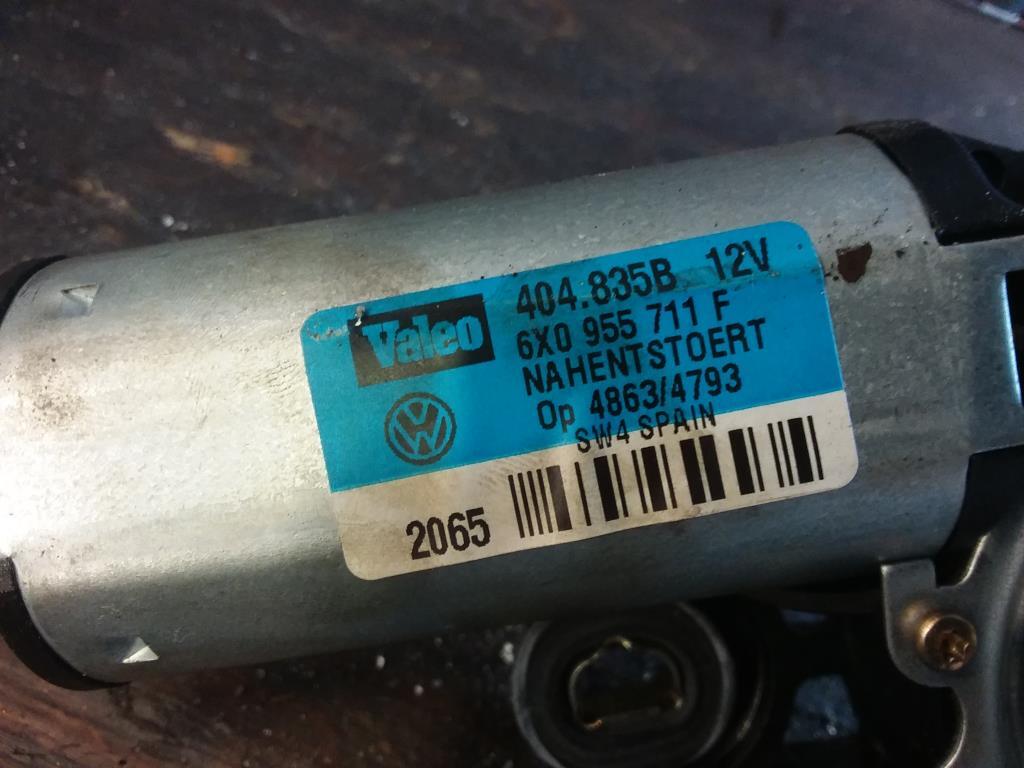 Valeo
404.835B 12V
6X0 955 711 F
NAHENTSTOERT
Op 4863/4793
SW4 SPAIN
2065